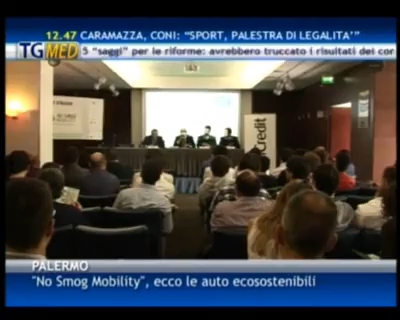 12.47 CARAMAZZA, CONI: “SPORT, PALESTRA DI LEGALITA’”
TG MED
5 “saggi” per le riforme: avrebbero truccato i risultati dei cor
Credit
PALERMO
"No Smog Mobility", ecco le auto ecosostenibili